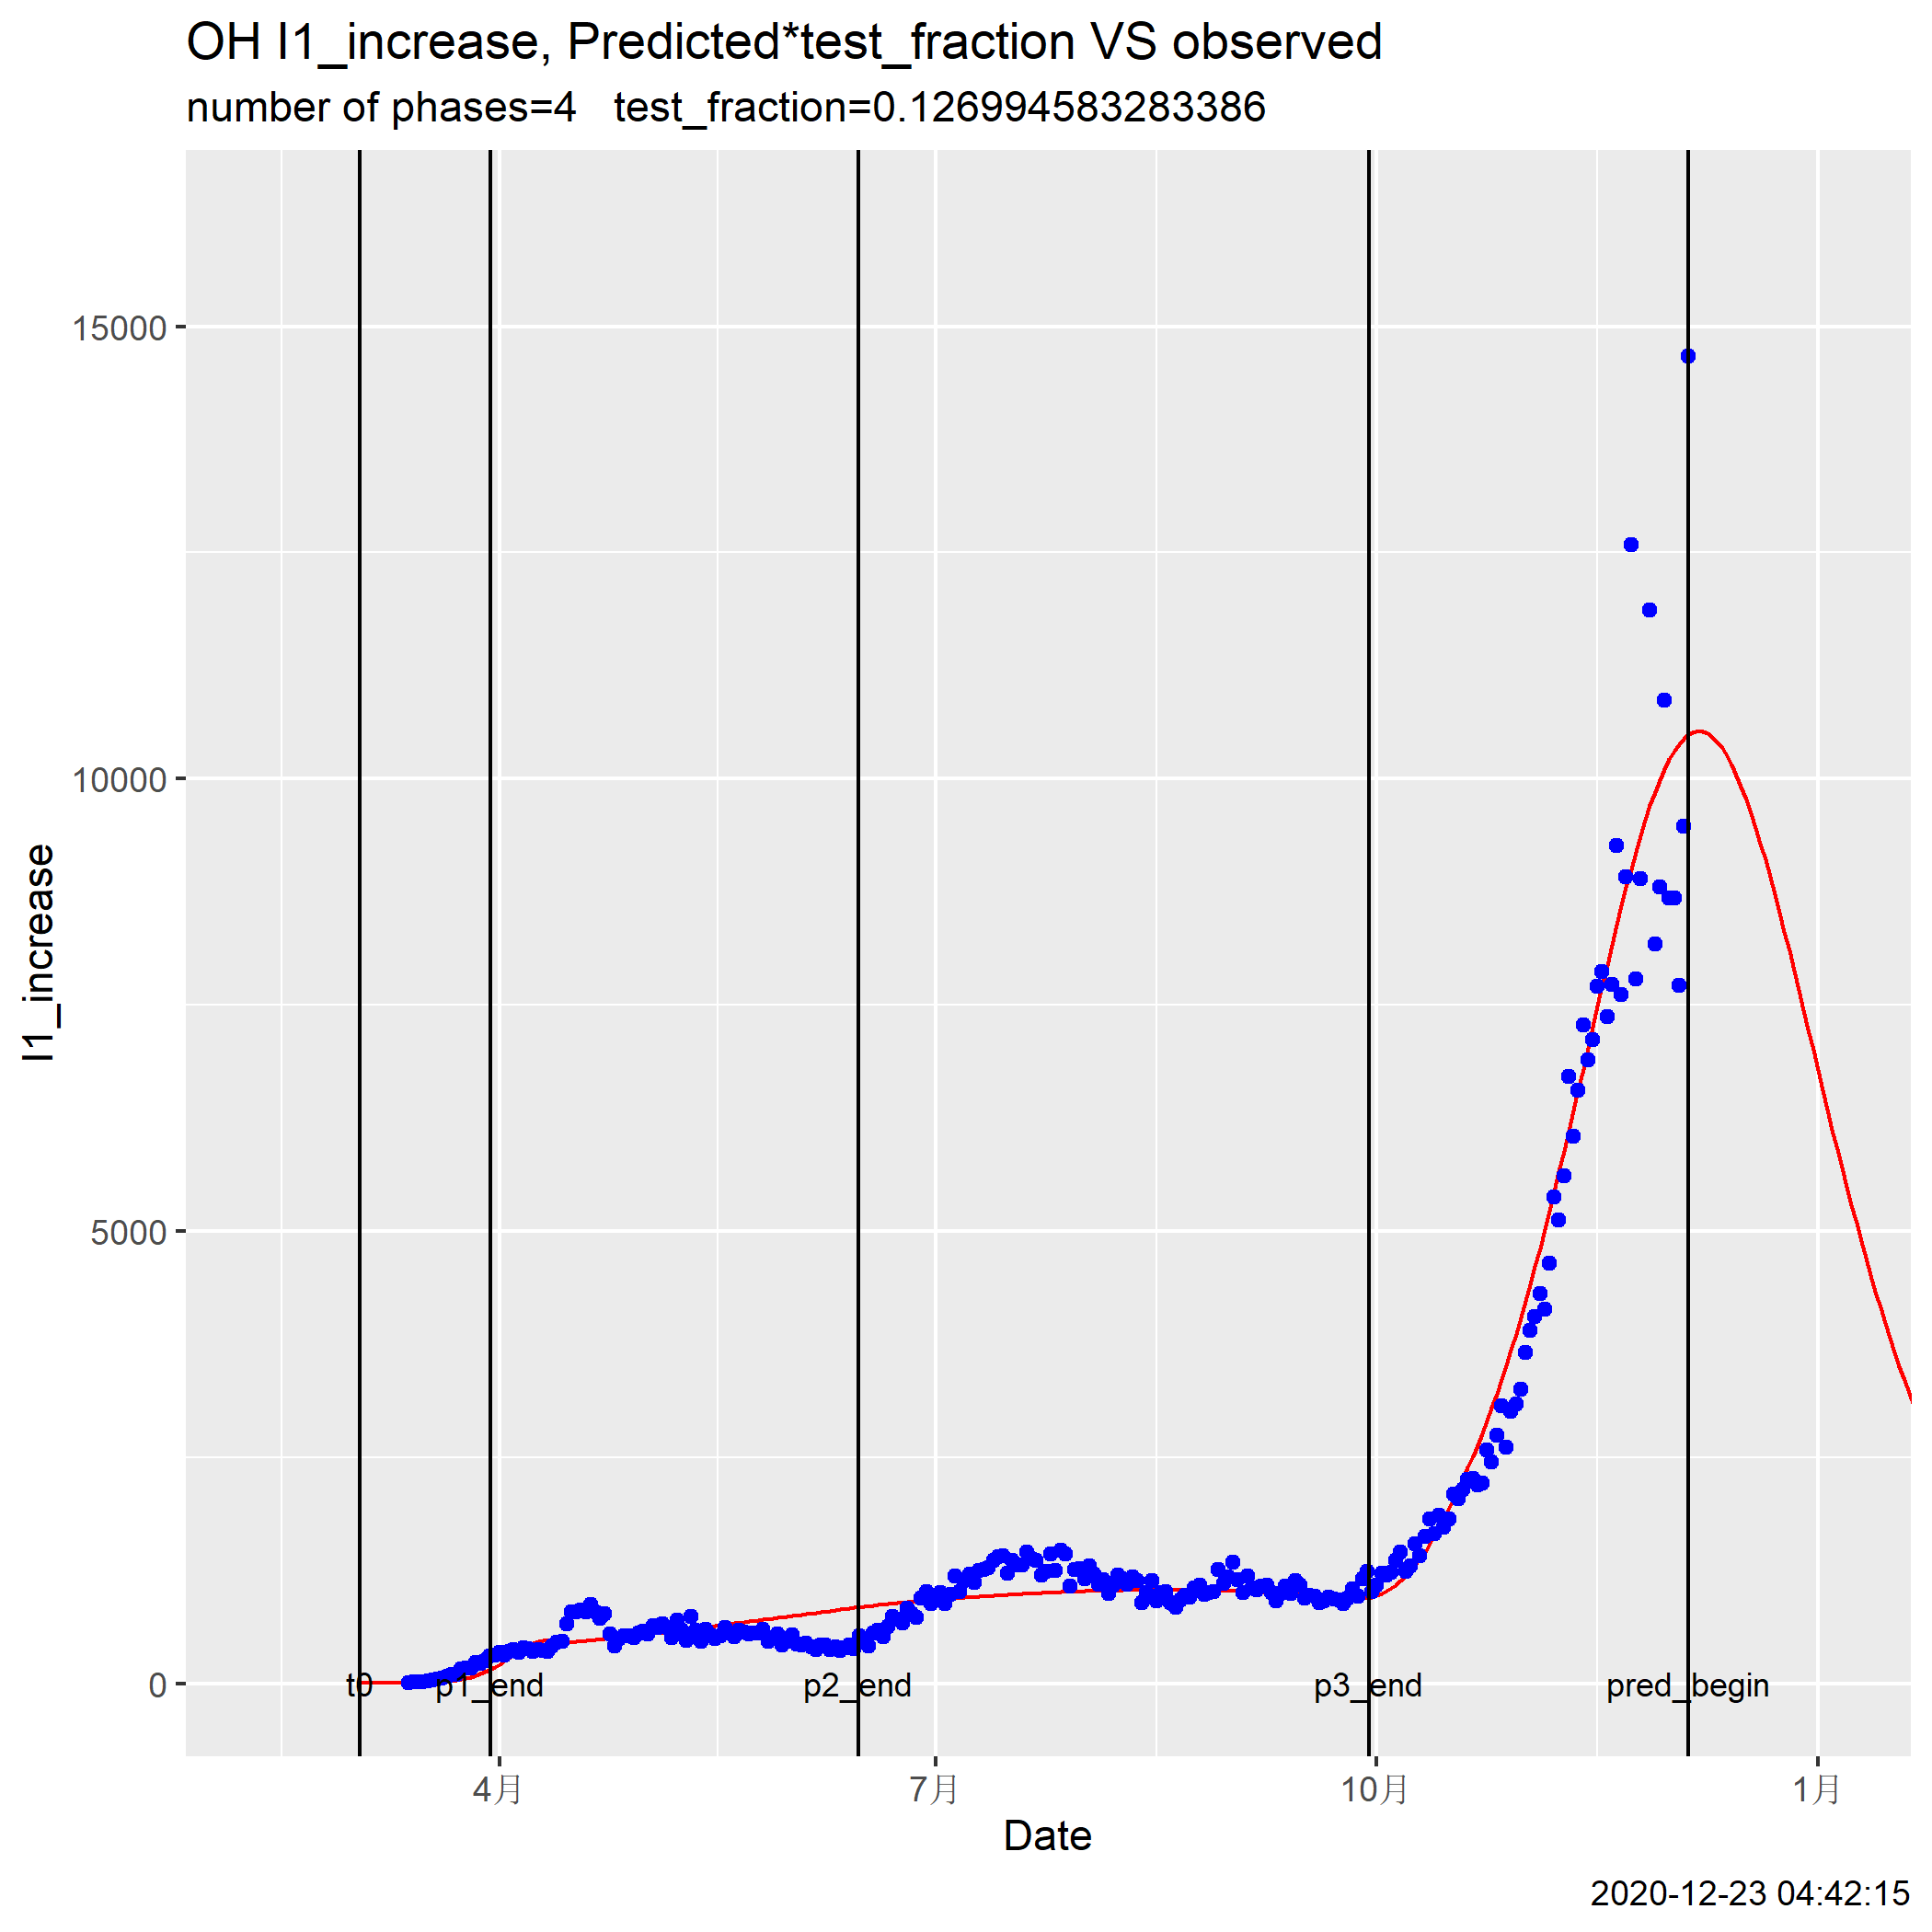 OH I1_increase, Predicted*test_fraction VS observed
number of phases=4   test_fraction=0.126994583283386
15000
10000
5000
0
I1_increase
t0
p1_end
p2_end
p3_end
pred_begin
4月
7月
10月
1月
Date
2020-12-23 04:42:15